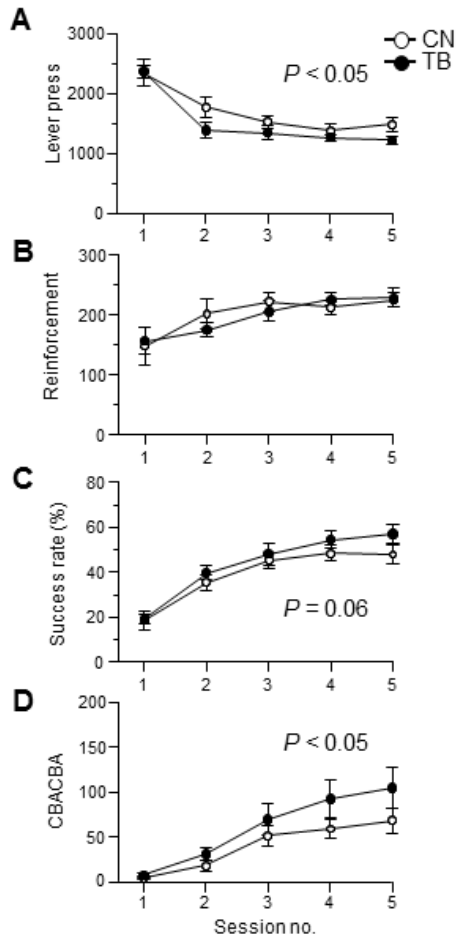 A
CN
TB
3000
2000
1000
0
Lever press
P < 0.05
1 2 3 4 5
B
300
200
100
0
Reinforcement
1 2 3 4 5
C
80
60
40
20
0
Success rate (%)
P = 0.06
1 2 3 4 5
D
200
150
100
50
0
CBACBA
P < 0.05
1 2 3 4 5
Session no.